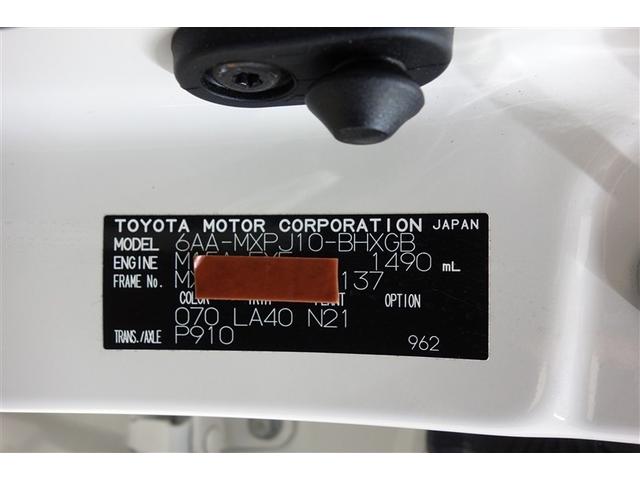 TOYOTA MOTOR CORPORATION JAPAN
MODEL 6AA-MXPJ10-BHXGB
ENGINE 1490 mL
FRAME No. 137
COLOR TRIM PLANT OPTION
070 LA40 N21
TRANS./AXLE P910 962